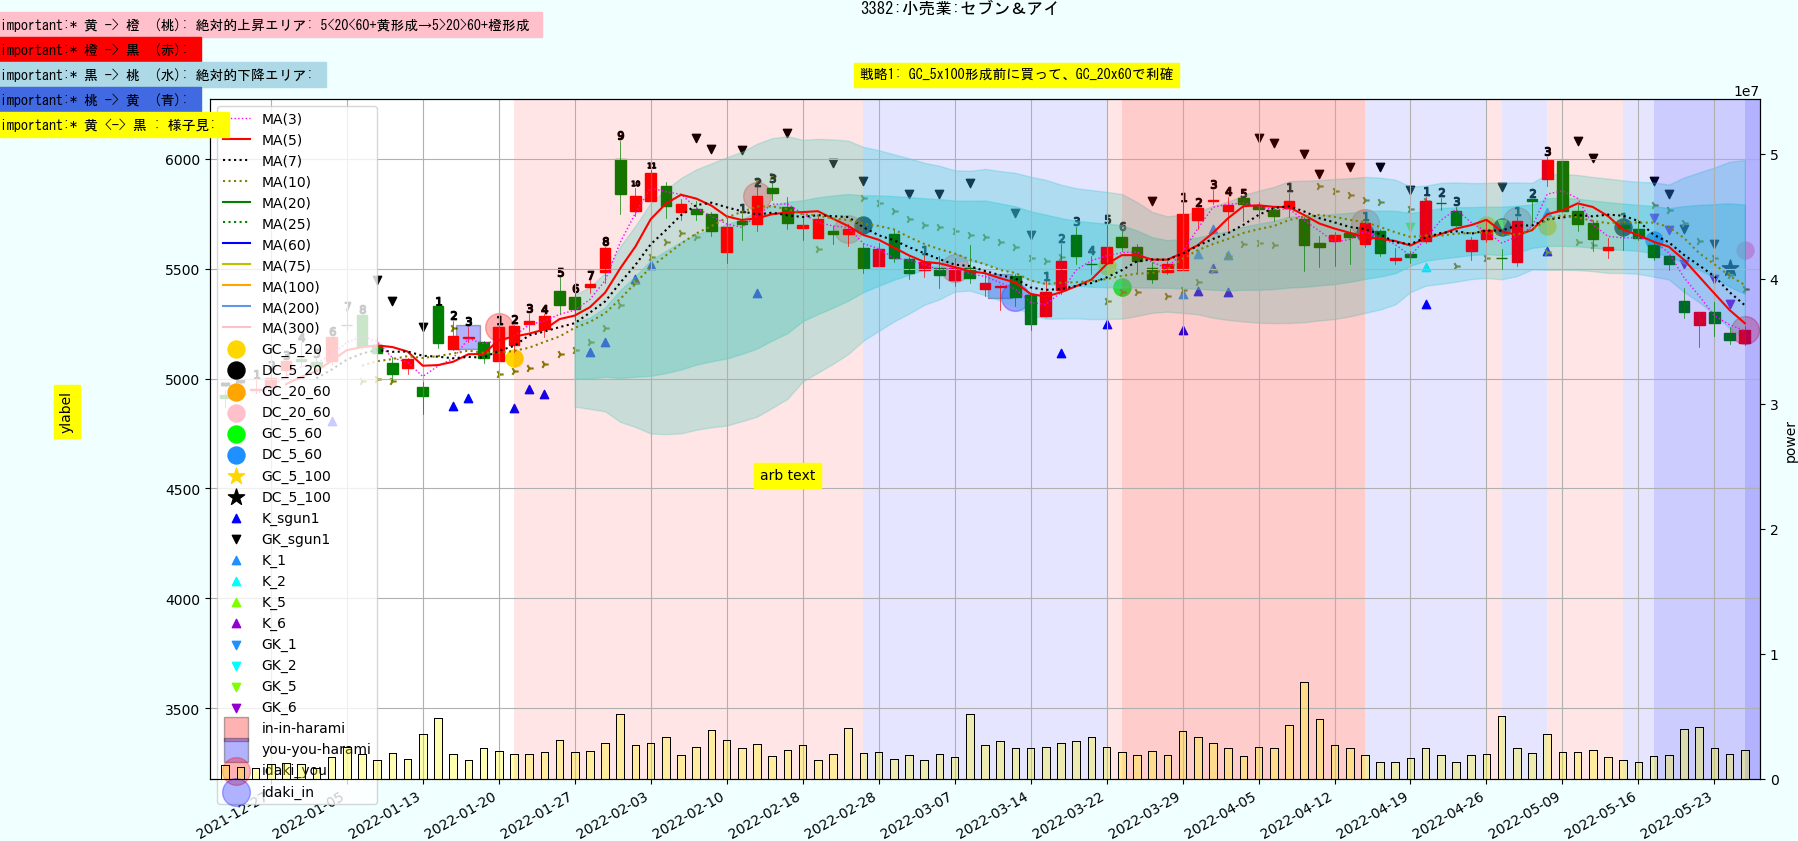 3382:小売業:セブン＆アイ
important:* 黄 -> 橙 （桃）: 絶対的上昇エリア: 5<20<60+黄形成→5>20>60+橙形成
important:* 橙 -> 黒 （赤）:
important:* 黒 -> 桃 （水）: 絶対的下降エリア:
important:* 桃 -> 黄 （青）:
important:* 黄 <-> 黒 : 様子見:
戦略1: GC_5x100形成前に買って、GC_20x60で利確
1e7
MA(3)
MA(5)
MA(7)
MA(10)
MA(20)
MA(25)
MA(60)
MA(75)
MA(100)
MA(200)
MA(300)
GC_5_20
DC_5_20
GC_20_60
DC_20_60
GC_5_60
DC_5_60
GC_5_100
DC_5_100
K_sgun1
GK_sgun1
K_1
K_2
K_5
K_6
GK_1
GK_2
GK_5
GK_6
in-in-harami
you-you-harami
idaki_you
idaki_in
6000
5500
5000
4500
4000
3500
ylabel
arb text
5
4
3
2
1
0
power
2021-12-27
2022-01-05
2022-01-13
2022-01-20
2022-01-27
2022-02-03
2022-02-10
2022-02-18
2022-02-28
2022-03-07
2022-03-14
2022-03-22
2022-03-29
2022-04-05
2022-04-12
2022-04-19
2022-04-26
2022-05-09
2022-05-16
2022-05-23